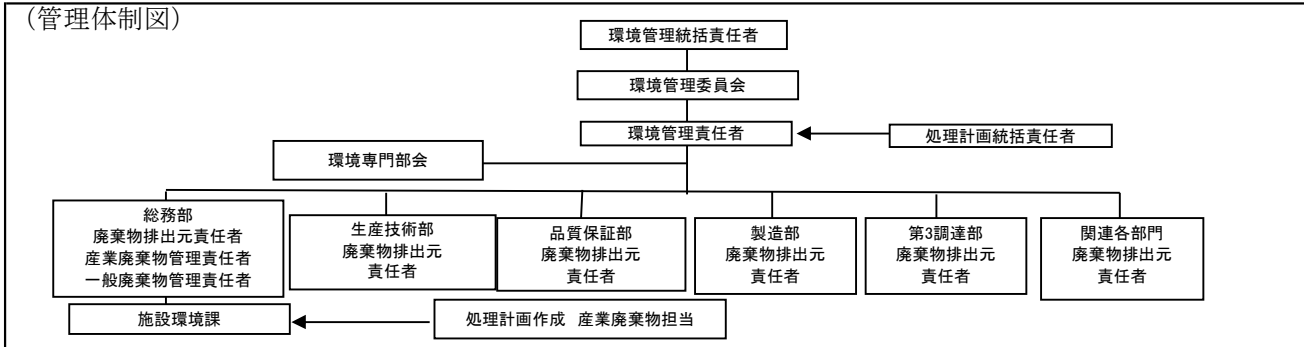 (管理体制図)
環境管理統括責任者
環境管理委員会
環境管理責任者
処理計画統括責任者
環境専門部会
総務部
廃棄物排出元責任者
産業廃棄物管理責任者
一般廃棄物管理責任者
生産技術部
廃棄物排出元
責任者
品質保証部
廃棄物排出元
責任者
製造部
廃棄物排出元
責任者
第3調達部
廃棄物排出元
責任者
関連各部門
廃棄物排出元
責任者
施設環境課
処理計画作成 産業廃棄物担当